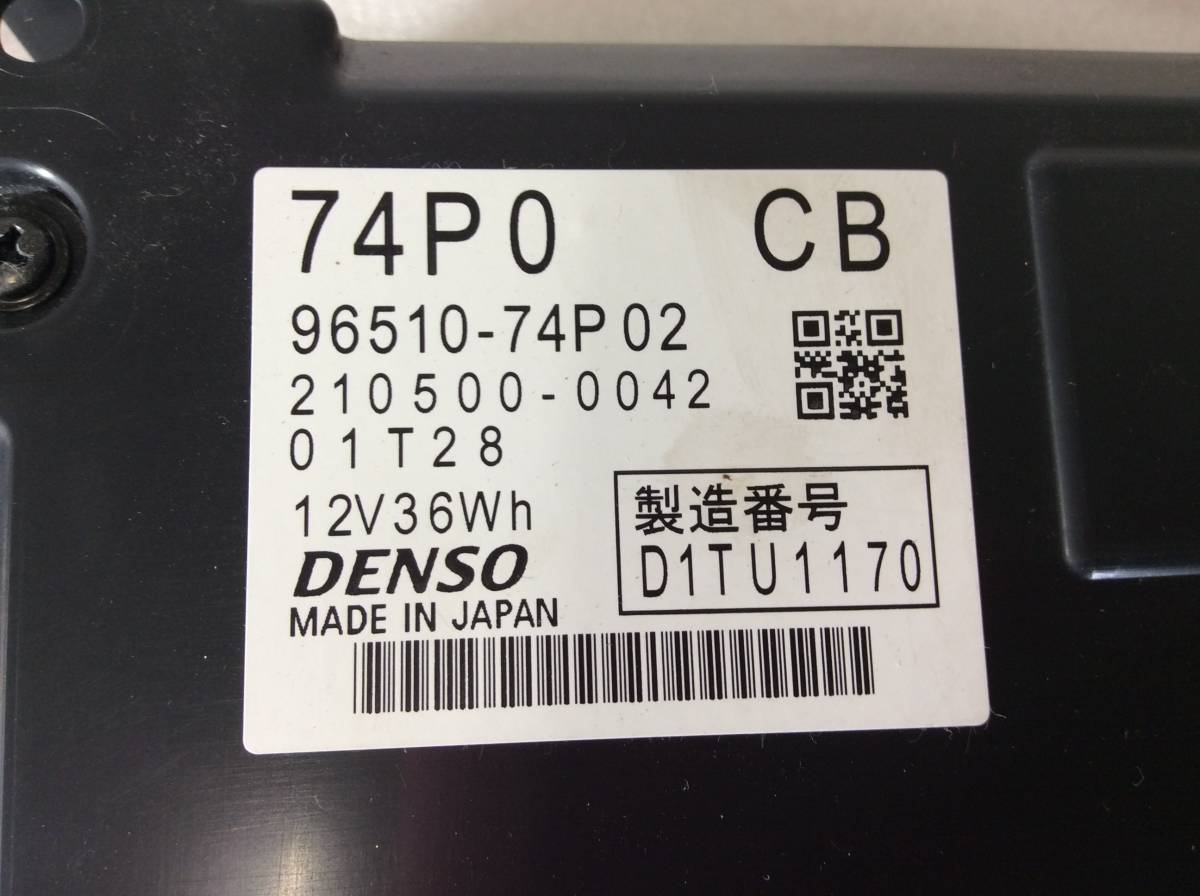 74P0 CB
96510-74P02
210500-0042
01T28
12V36Wh
DENSO
MADE IN JAPAN
製造番号
D1TU1170